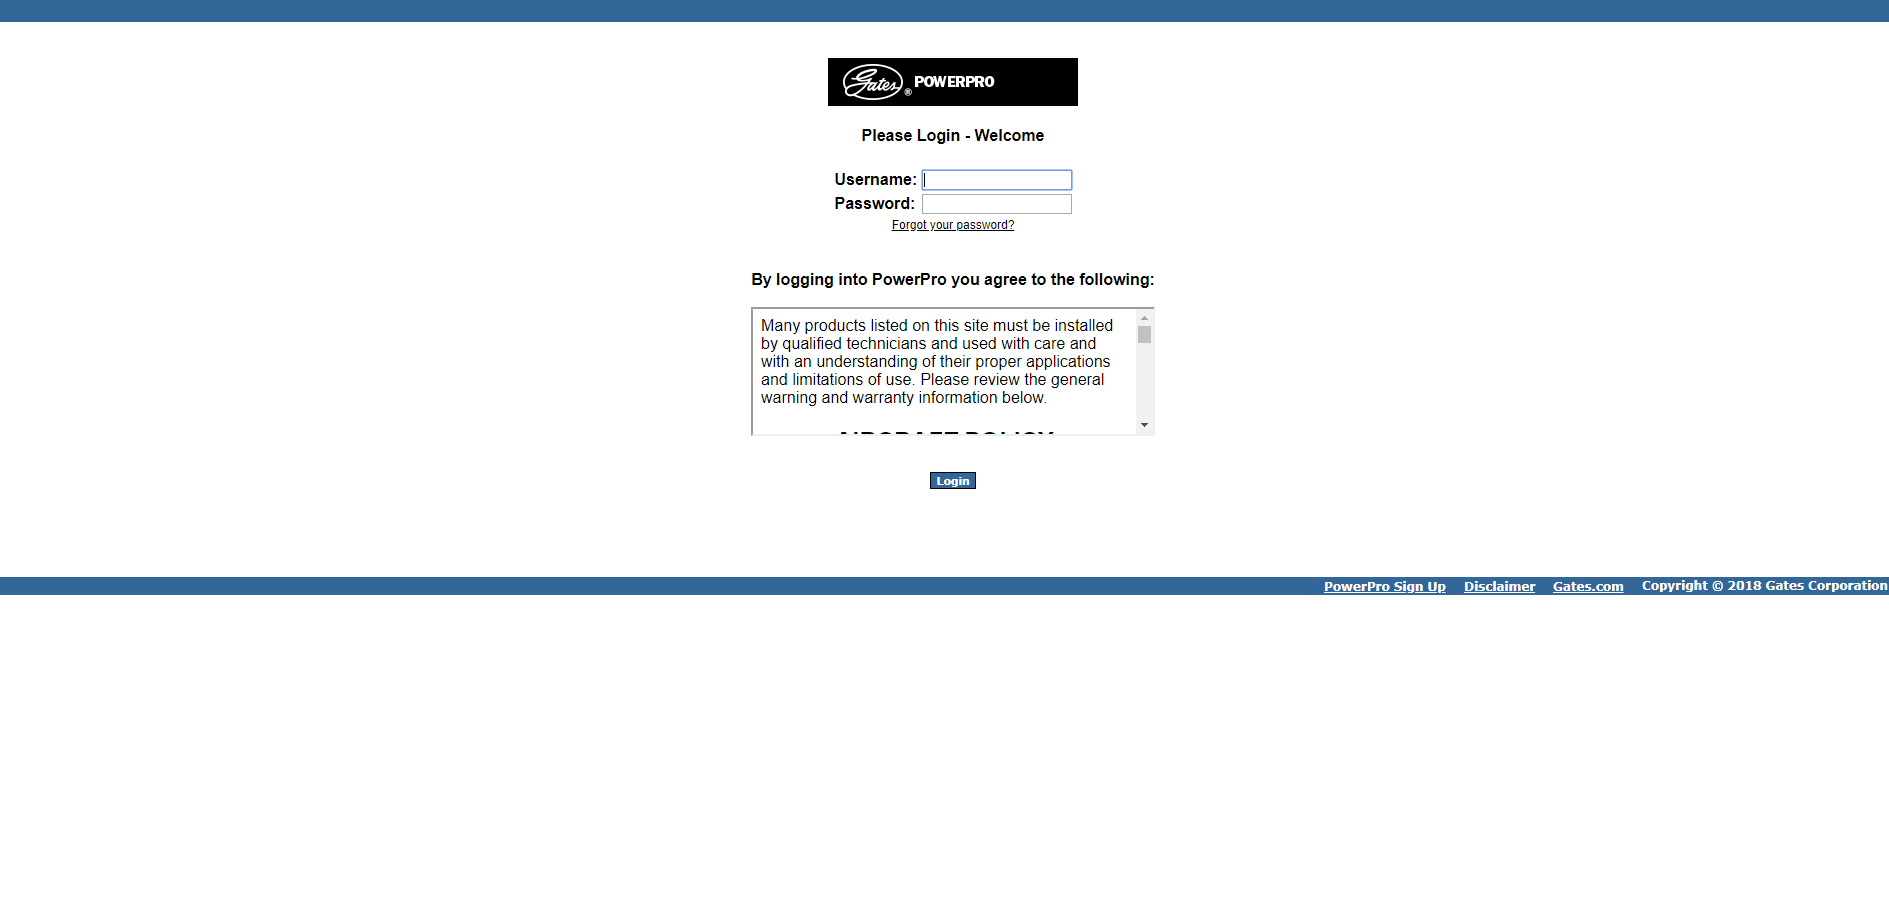 Gates® POWERPRO
Please Login - Welcome
Username:
Password:
Forgot your password?
By logging into PowerPro you agree to the following:
Many products listed on this site must be installed
by qualified technicians and used with care and
with an understanding of their proper applications
and limitations of use. Please review the general
warning and warranty information below.
AIRCRAFT POLICY
Login
PowerPro Sign Up Disclaimer Gates.com Copyright © 2018 Gates Corporation